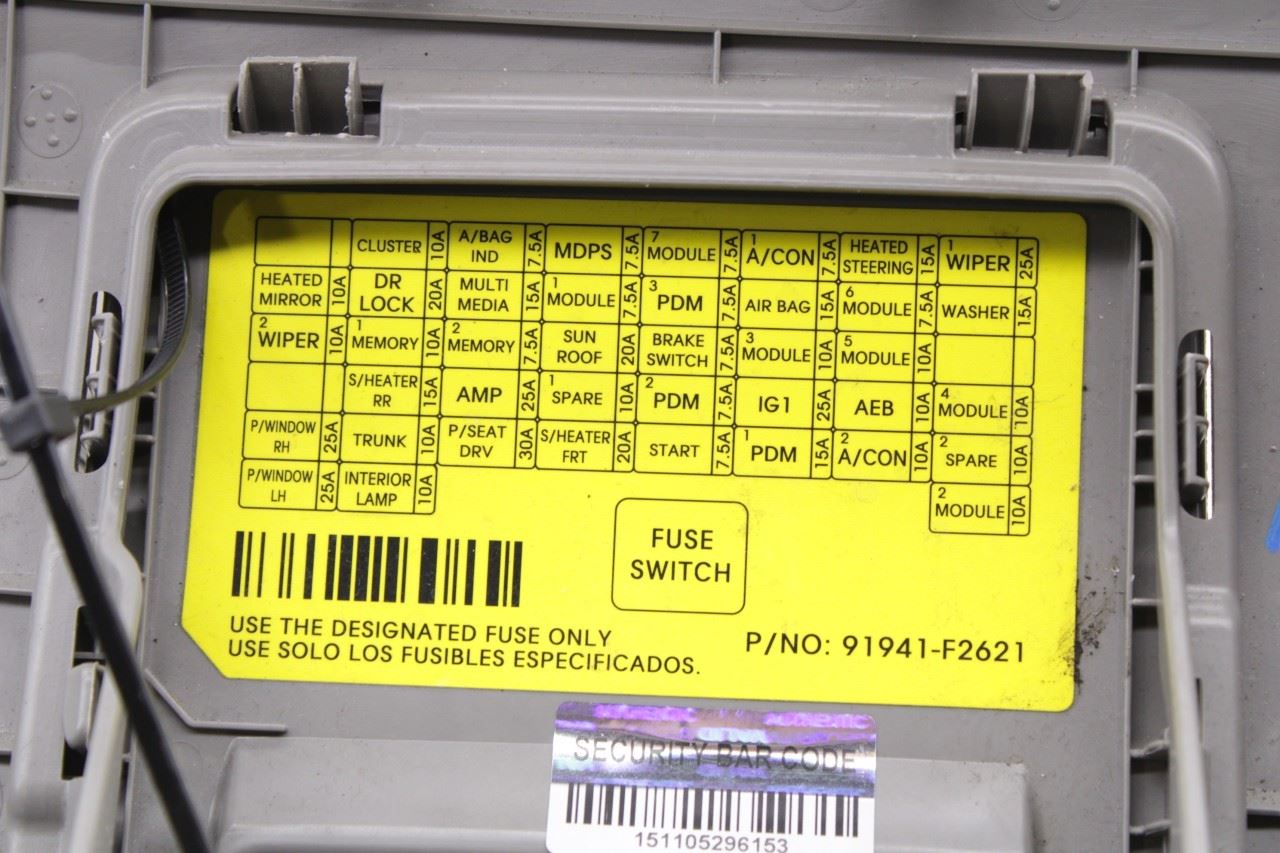 CLUSTER 10A A/BAG IND 7.5A MDPS 7.5A 7 MODULE 7.5A 1 A/CON 7.5A HEATED STEERING 15A 1 WIPER 25A
HEATED MIRROR 10A DR LOCK 20A MULTI MEDIA 15A 1 MODULE 7.5A 3 PDM 7.5A AIR BAG 15A 6 MODULE 7.5A WASHER 15A
2 WIPER 10A 1 MEMORY 10A 2 MEMORY 7.5A SUN ROOF 20A BRAKE SWITCH 7.5A 3 MODULE 10A 5 MODULE 10A
S/HEATER RR 15A AMP 25A 1 SPARE 10A 2 PDM 7.5A IG1 25A AEB 10A 4 MODULE 10A
P/WINDOW RH 25A TRUNK 10A P/SEAT DRV 30A S/HEATER FRT 20A START 7.5A 1 PDM 15A 2 A/CON 10A 2 SPARE 10A
P/WINDOW LH 25A INTERIOR LAMP 10A 2 MODULE 10A
FUSE
SWITCH
USE THE DESIGNATED FUSE ONLY
USE SOLO LOS FUSIBLES ESPECIFICADOS.
P/NO: 91941-F2621
AUTHENTIC
SECURITY BAR CODE
151105296153